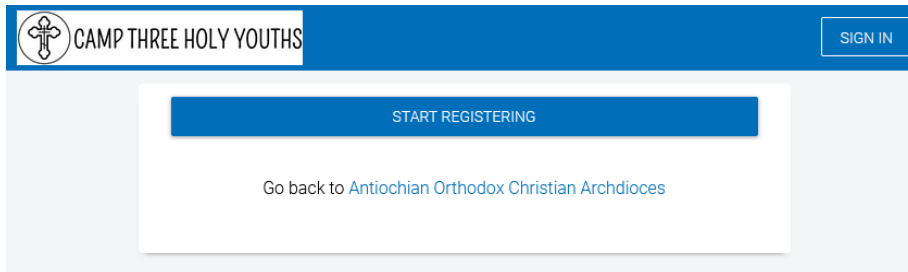 CAMP THREE HOLY YOUTHS
SIGN IN
START REGISTERING
Go back to Antiochian Orthodox Christian Archdioces